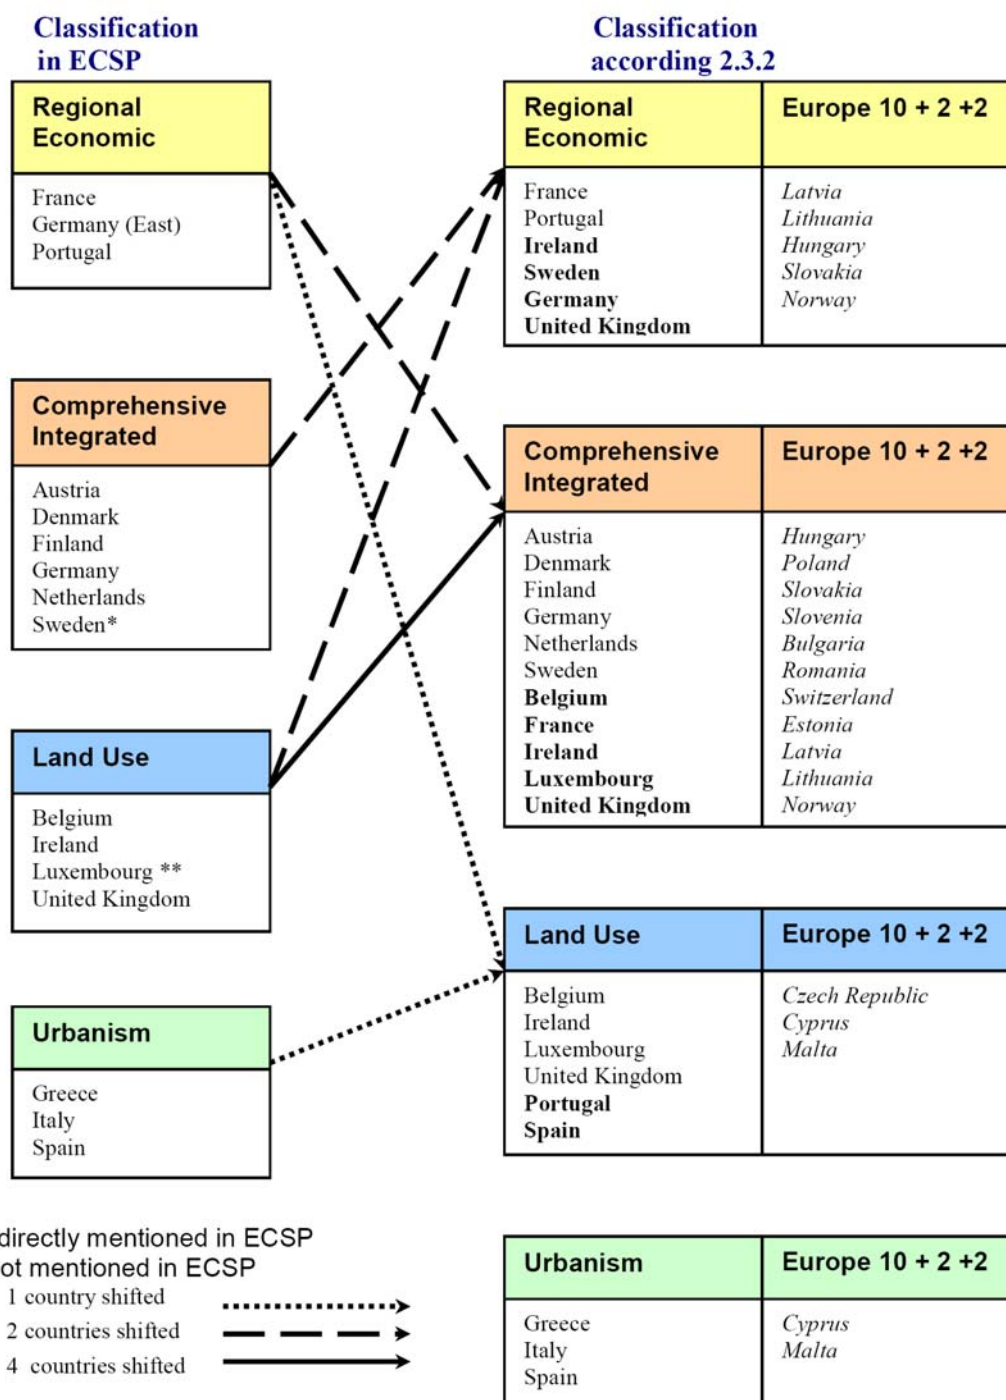 Classification
in ECSP
Regional
Economic
France
Germany (East)
Portugal
Comprehensive
Integrated
Austria
Denmark
Finland
Germany
Netherlands
Sweden*
Land Use
Belgium
Ireland
Luxembourg **
United Kingdom
Urbanism
Greece
Italy
Spain
Classification
according 2.3.2
Regional
Economic
Europe 10 + 2 +2
France
Portugal
Ireland
Sweden
Germany
United Kingdom
Latvia
Lithuania
Hungary
Slovakia
Norway
Comprehensive
Integrated
Europe 10 + 2 +2
Austria
Denmark
Finland
Germany
Netherlands
Sweden
Belgium
France
Ireland
Luxembourg
United Kingdom
Hungary
Poland
Slovakia
Slovenia
Bulgaria
Romania
Switzerland
Estonia
Latvia
Lithuania
Norway
Land Use
Europe 10 + 2 +2
Belgium
Ireland
Luxembourg
United Kingdom
Portugal
Spain
Czech Republic
Cyprus
Malta
Urbanism
Europe 10 + 2 +2
Greece
Italy
Spain
Cyprus
Malta
directly mentioned in ECSP
mentioned in ECSP
1 country shifted
2 countries shifted
4 countries shifted